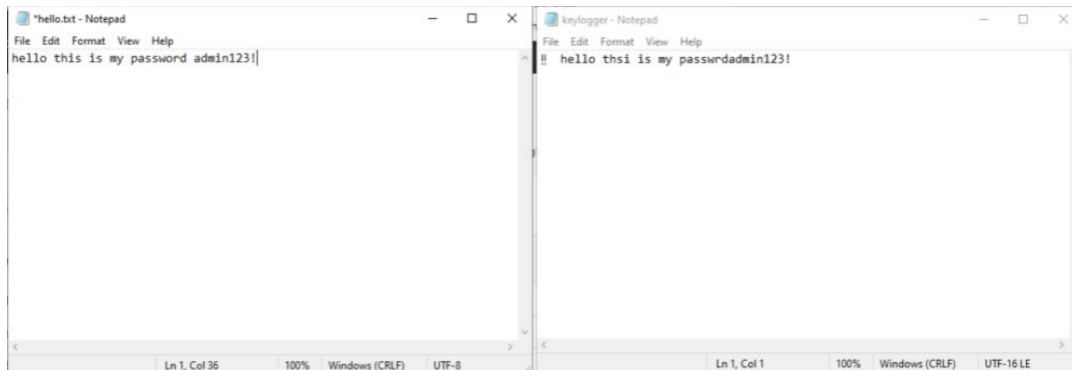 *hello.txt - Notepad
File Edit Format View Help
hello this is my password admin123!
Ln 1, Col 36 100% Windows (CRLF) UTF-8
keylogger - Notepad
File Edit Format View Help
‼ hello thsi is my passwrdadmin123!
Ln 1, Col 1 100% Windows (CRLF) UTF-16 LE